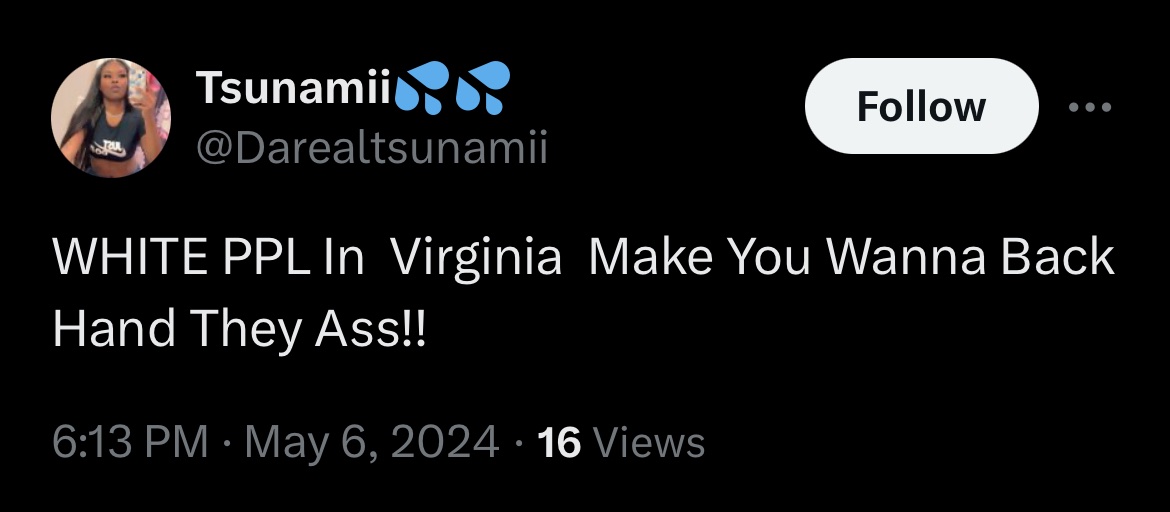 Tsunamii💦💦
@Darealtsunamii
Follow
WHITE PPL In  Virginia  Make You Wanna Back
Hand They Ass!!
6:13 PM · May 6, 2024 · 16 Views